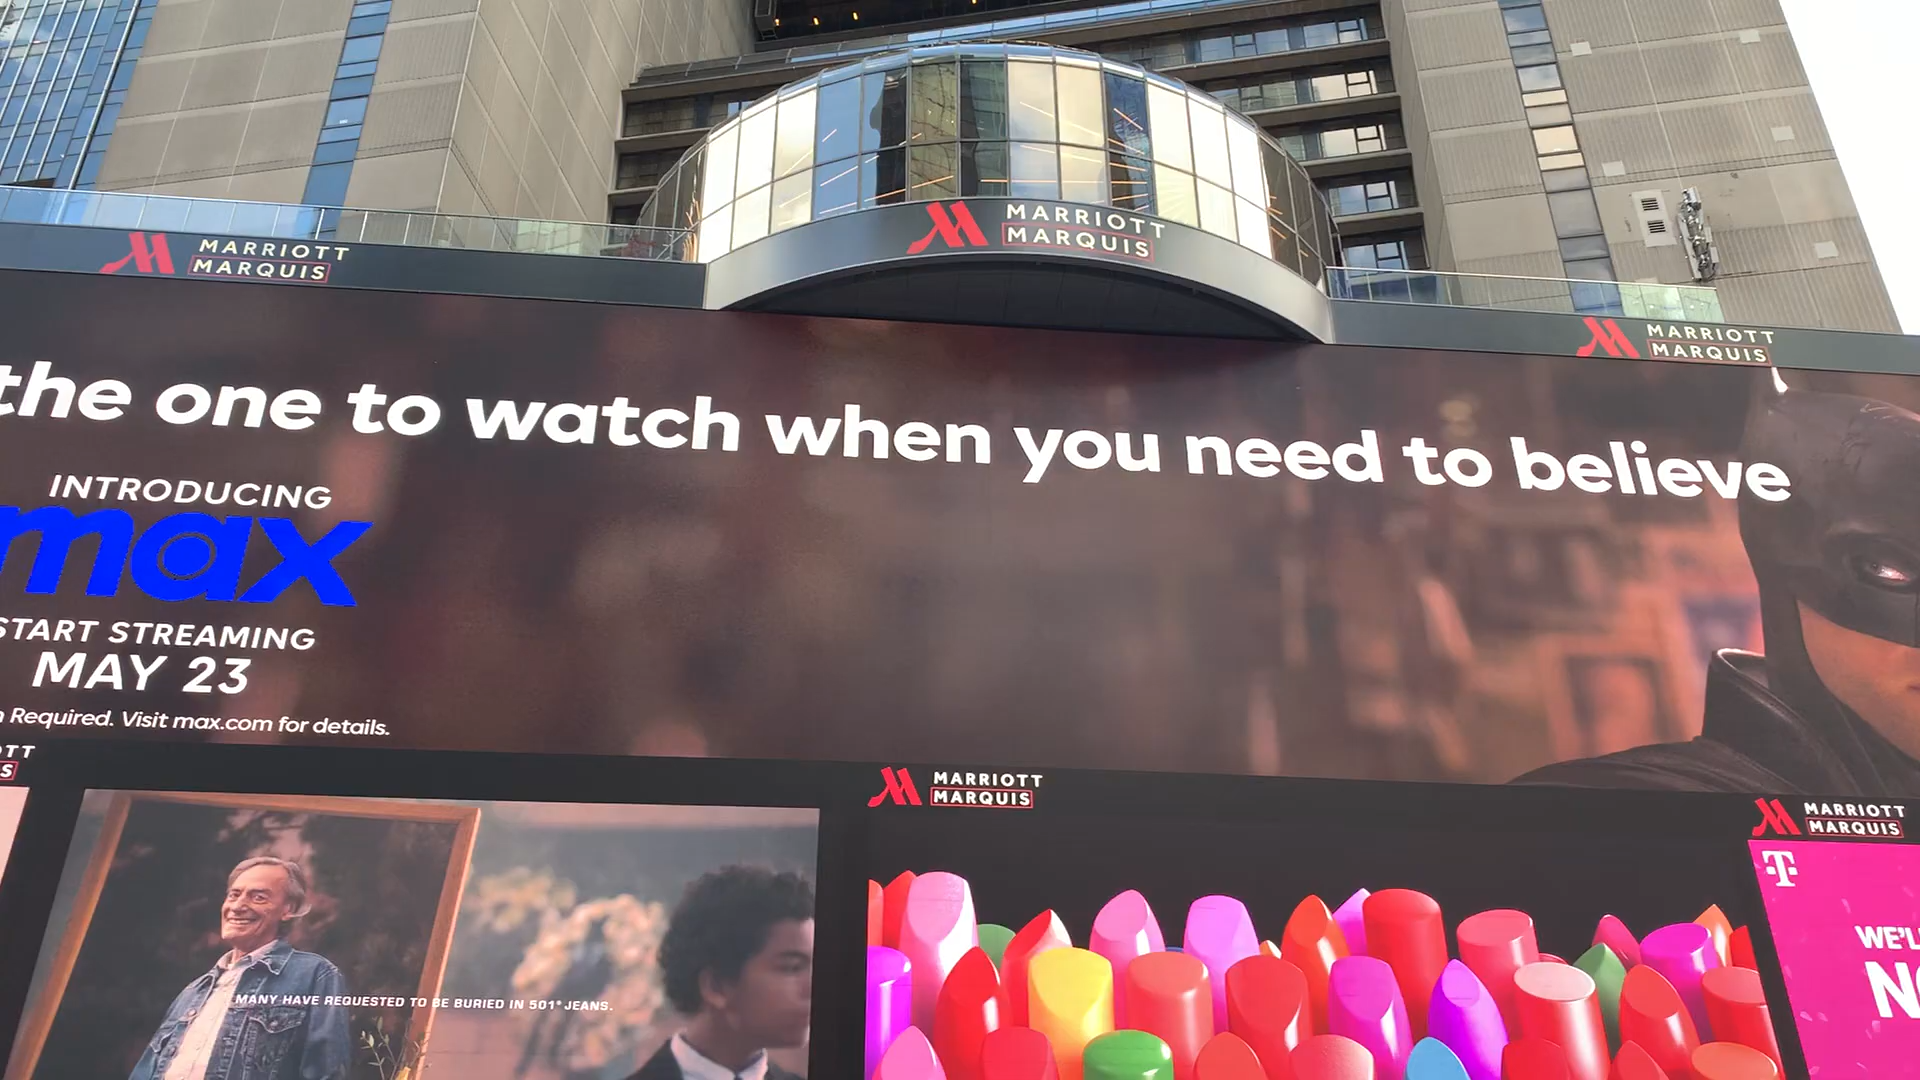 MARRIOTT
MARQUIS
MARRIOTT
MARQUIS
MARRIOTT
MARQUIS
the one to watch when you need to believe
INTRODUCING
max
START STREAMING
MAY 23
Required. Visit max.com for details.
MARRIOTT
MARQUIS
MARRIOTT
MARQUIS
T
WE'LL
MANY HAVE REQUESTED TO BE BURIED IN 501® JEANS.